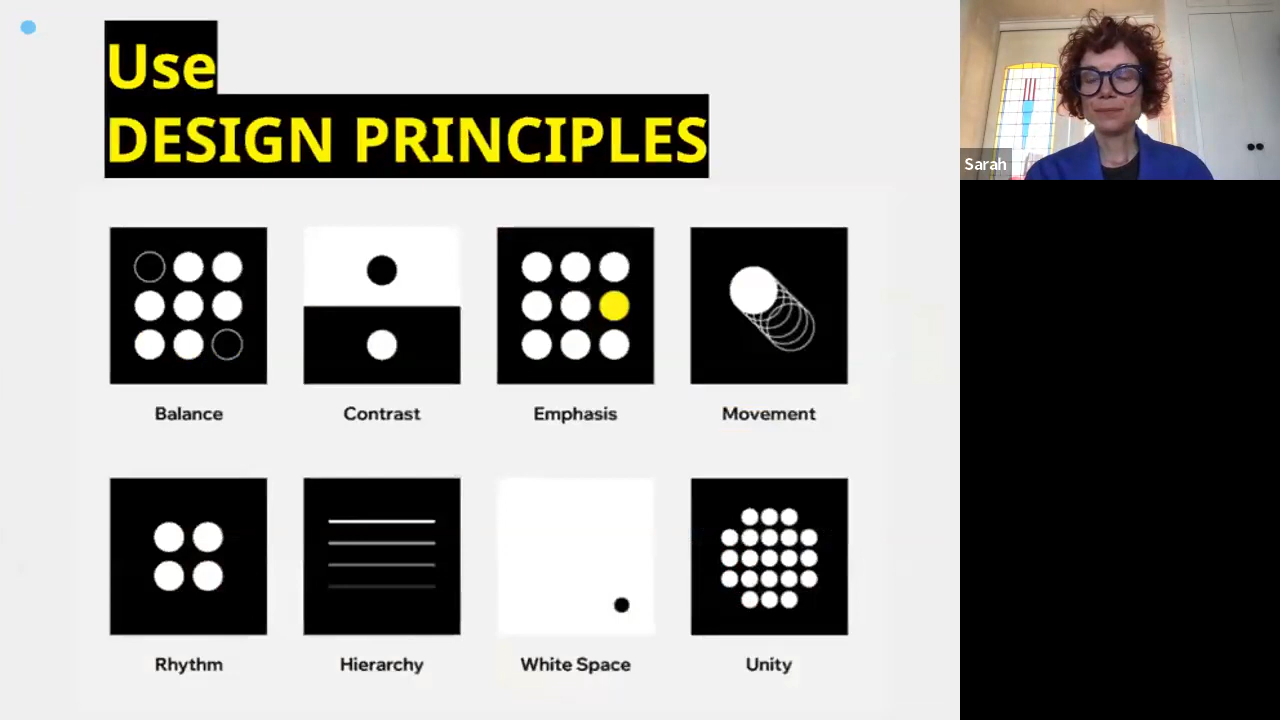 Use
DESIGN PRINCIPLES
Sarah
Balance
Contrast
Emphasis
Movement
Rhythm
Hierarchy
White Space
Unity